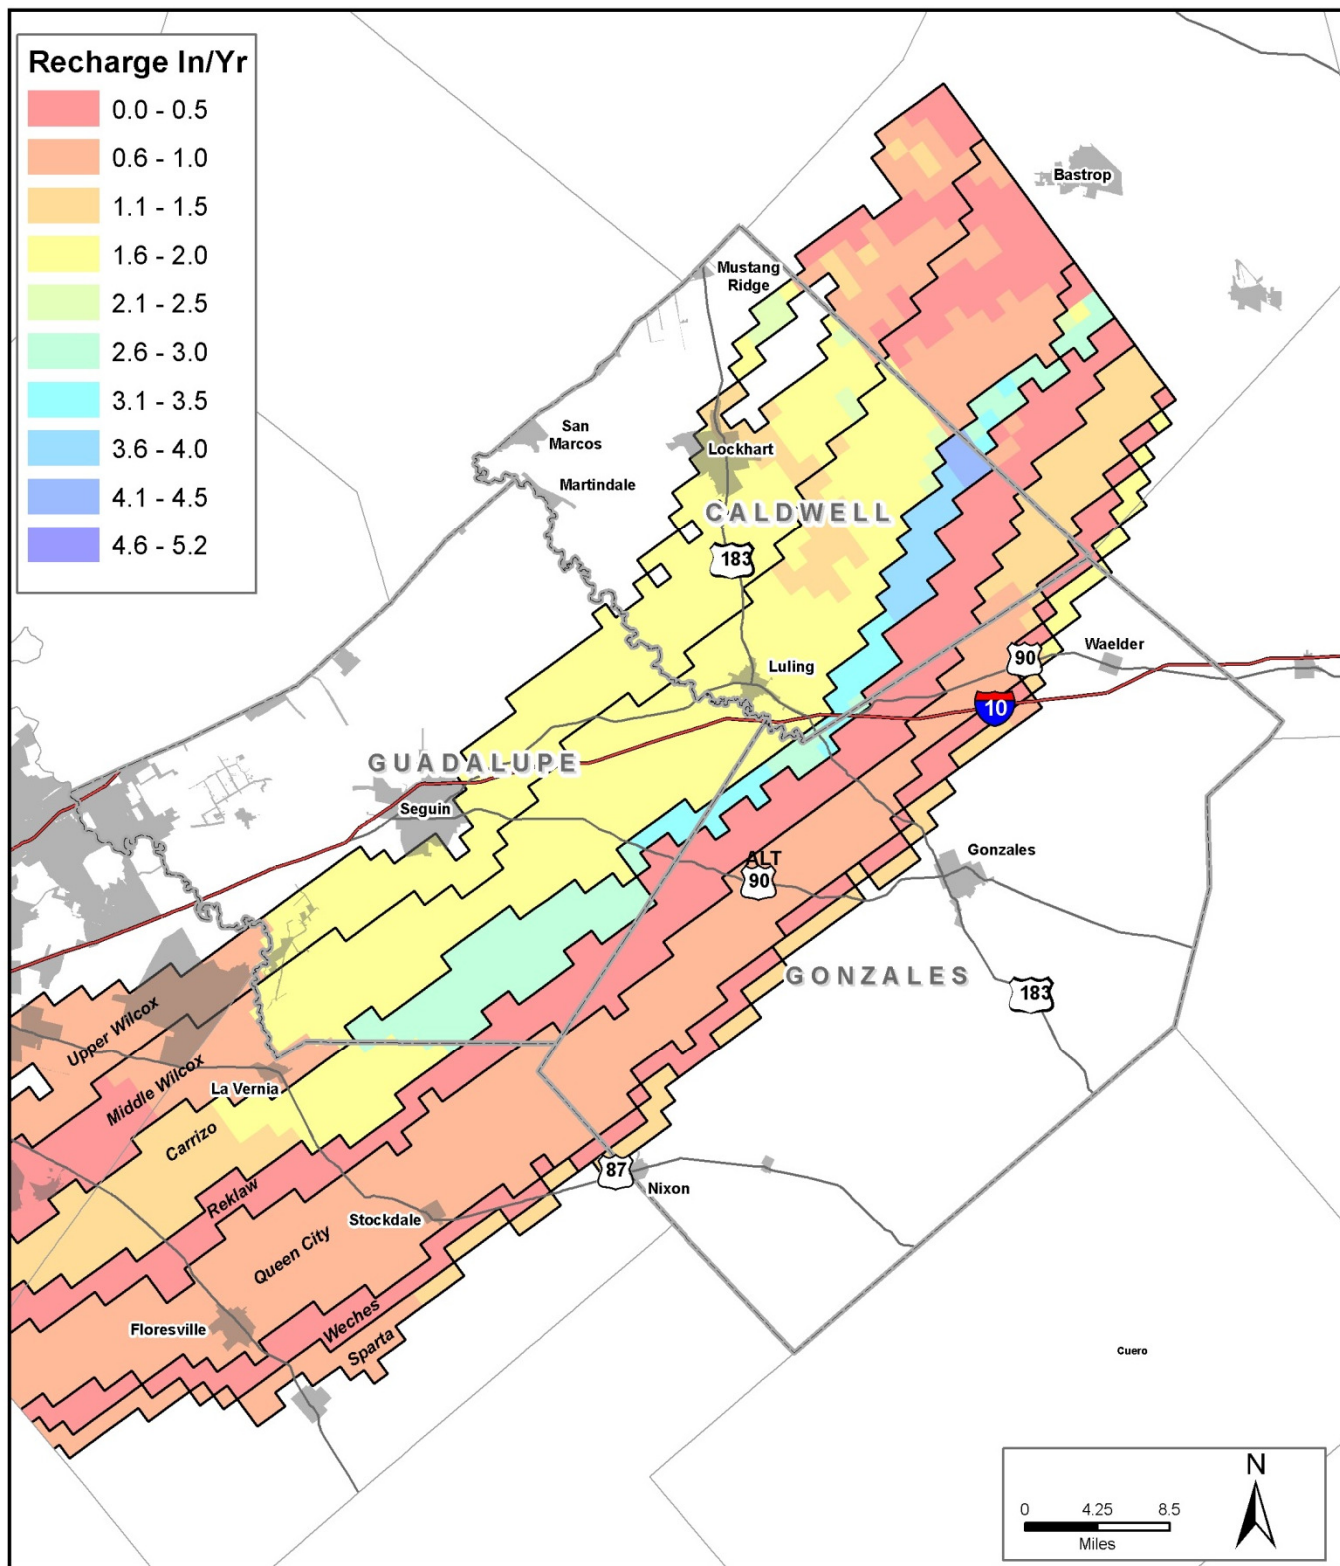 Recharge In/Yr
0.0 - 0.5
0.6 - 1.0
1.1 - 1.5
1.6 - 2.0
2.1 - 2.5
2.6 - 3.0
3.1 - 3.5
3.6 - 4.0
4.1 - 4.5
4.6 - 5.2
Bastrop
Mustang
Ridge
San
Marcos
Lockhart
Martindale
CALDWELL
183
Luling
Waelder
90
10
GUADALUPE
Seguin
Gonzales
ALT
90
GONZALES
183
Upper Wilcox
Middle Wilcox
La Vernia
Carrizo
Reklaw
87
Nixon
Stockdale
Queen City
Floresville
Weches
Sparta
Cuero
N
0
4.25
8.5
Miles